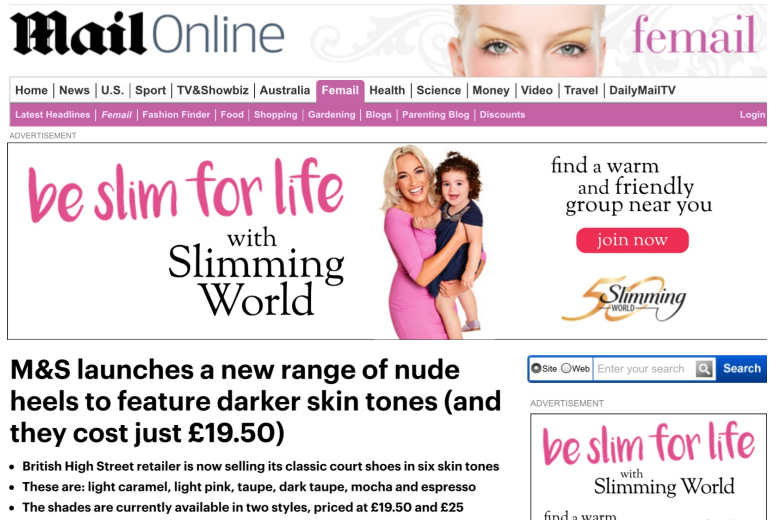 Mail Online
femail
Home | News | U.S. | Sport | TV&Showbiz | Australia | Femail | Health | Science | Money | Video | Travel | DailyMailTV
Latest Headlines | Femail | Fashion Finder | Food | Shopping | Gardening | Blogs | Parenting Blog | Discounts
Login
ADVERTISEMENT
be slim for life
with
Slimming
World
find a warm
and friendly
group near you
join now
50 Slimming
WORLD
M&S launches a new range of nude
heels to feature darker skin tones (and
they cost just £19.50)
• British High Street retailer is now selling its classic court shoes in six skin tones
• These are: light caramel, light pink, taupe, dark taupe, mocha and espresso
• The shades are currently available in two styles, priced at £19.50 and £25
Site Web Enter your search Search
ADVERTISEMENT
be slim for life
with
Slimming World
find a warm